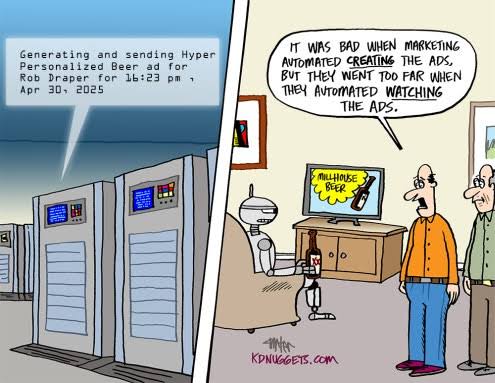 Generating and sending Hyper
Personalized Beer ad for
Rob Draper for 16:23 pm ,
Apr 30, 2025
IT WAS BAD WHEN MARKETING
AUTOMATED CREATING THE ADS,
BUT THEY WENT TOO FAR WHEN
THEY AUTOMATED WATCHING
THE ADS.
MILLHOUSE
BEER
KDNUGGETS.COM